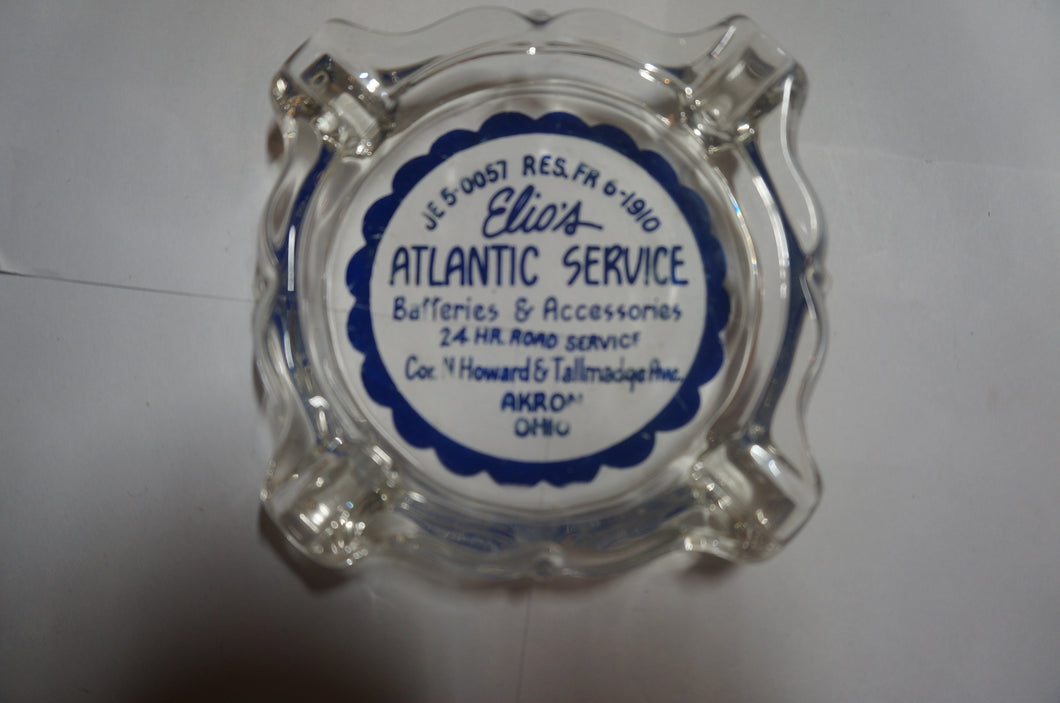 JE 5-0057 RES. FR 6-1910
Elio's
ATLANTIC SERVICE
Batteries & Accessories
24 HR. ROAD SERVICE
Cor. N Howard & Tallmadge Ave.
AKRON
OHIO